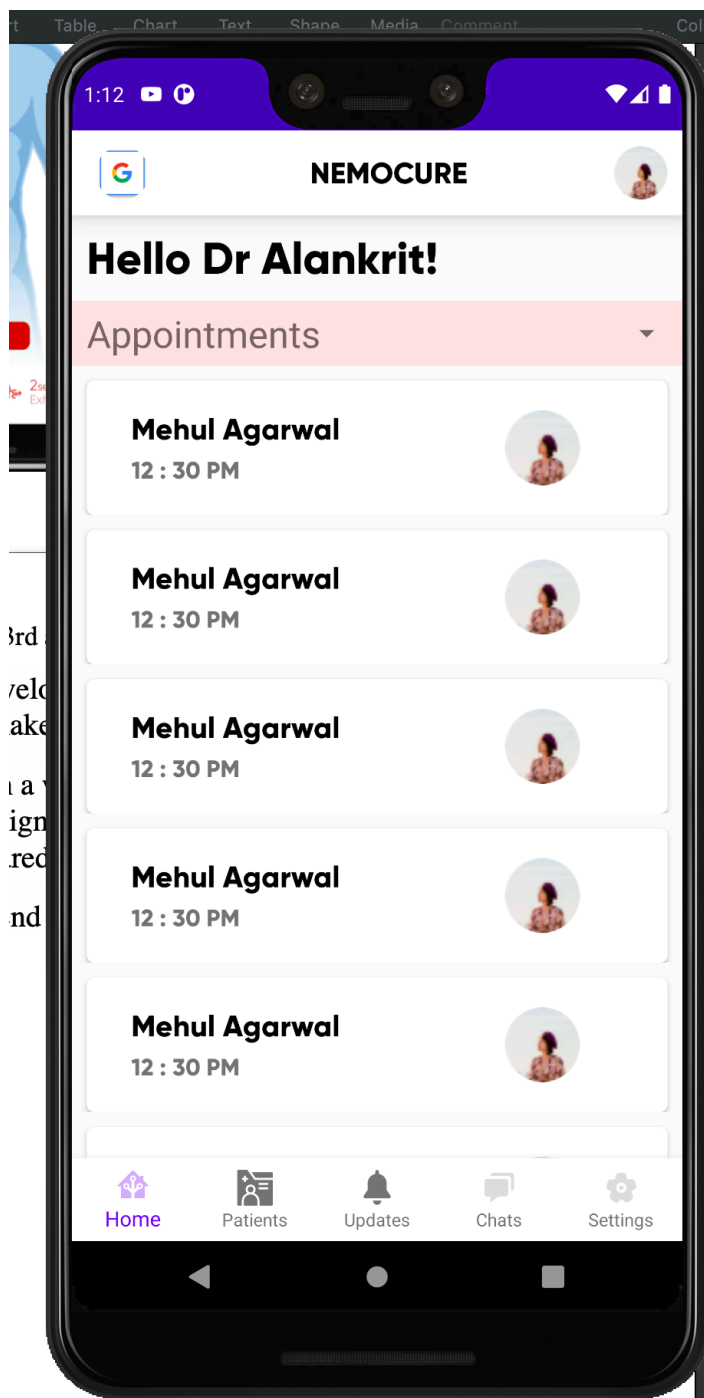 Table Chart Text Shape Media Comment
1:12
NEMOCURE
Hello Dr Alankrit!
Appointments
Mehul Agarwal
12 : 30 PM
Mehul Agarwal
12 : 30 PM
Mehul Agarwal
12 : 30 PM
Mehul Agarwal
12 : 30 PM
Mehul Agarwal
12 : 30 PM
Home Patients Updates Chats Settings